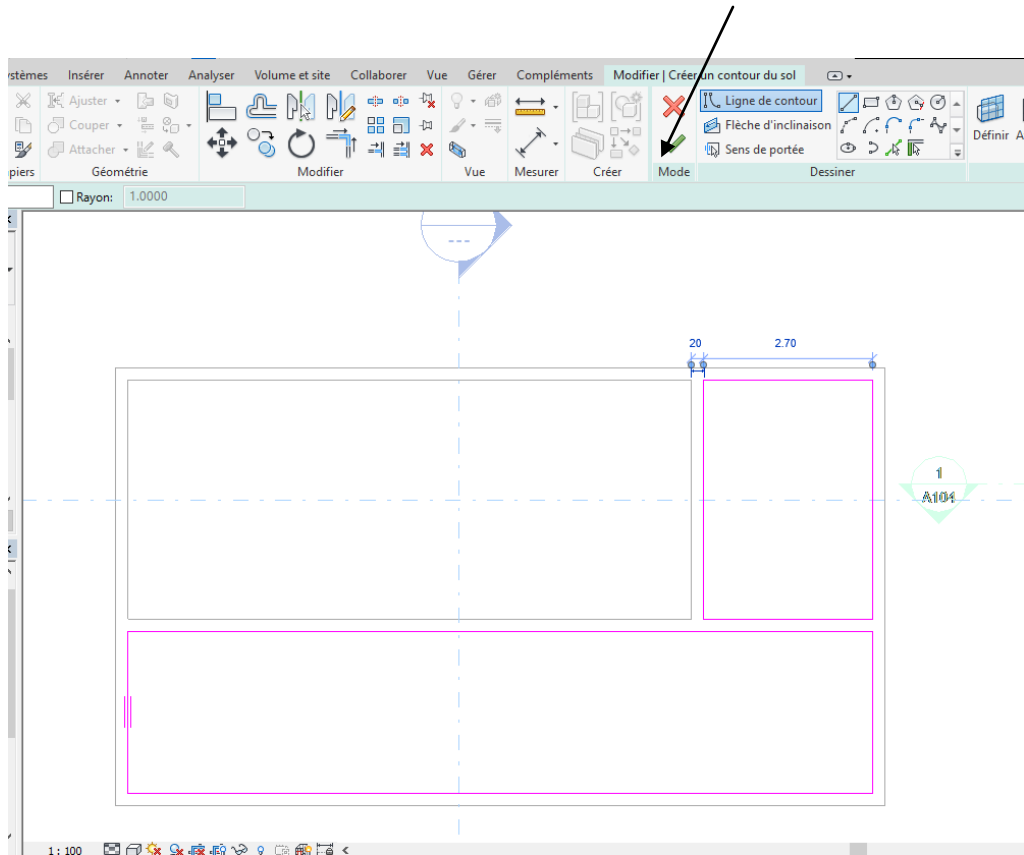 stèmes Insérer Annoter Analyser Volume et site Collaborer Vue Gérer Compléments Modifier | Créer un contour du sol
Ajuster Ligne de contour
Couper Flèche d'inclinaison Définir A
Attacher Sens de portée
piers Géométrie Modifier Vue Mesurer Créer Mode Dessiner
Rayon: 1.0000
---
20 2.70
1
A104
1 : 100